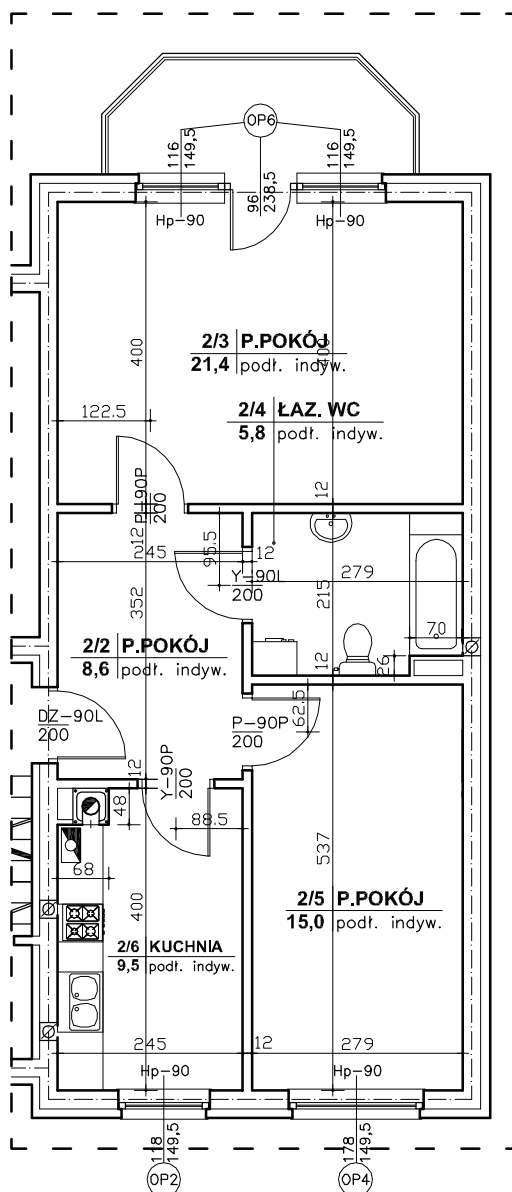 OP6
116
149,5
96
238,5
116
149,5
Hp-90
Hp-90
400
400
2/3 P.POKÓJ
21,4 podł. indyw.
2/4 ŁAZ. WC
5,8 podł. indyw.
122.5
P-90P
200
12
12
245
95.5
12
279
Y-90L
200
215
352
70
2/2 P.POKÓJ
8,6 podł. indyw.
12
26
DZ-90L
200
P-90P
200
62.5
12
Y-90P
200
48
88.5
537
68
400
2/5 P.POKÓJ
15,0 podł. indyw.
2/6 KUCHNIA
9,5 podł. indyw.
245
12
279
Hp-90
Hp-90
118
149,5
178
149,5
OP2
OP4